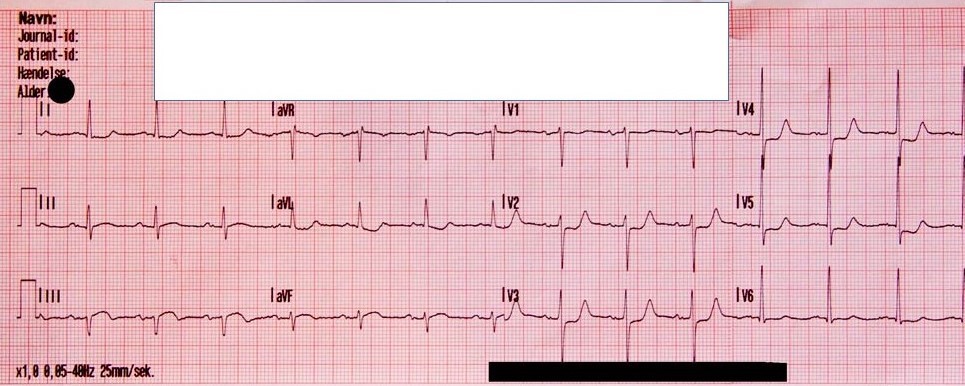 Navn:
Journal-id:
Patient-id:
Hændelse:
Alder
I aVR V1 V4
II aVL V2 V5
III aVF V3 V6
x1,0 0,05-40Hz 25mm/sek.